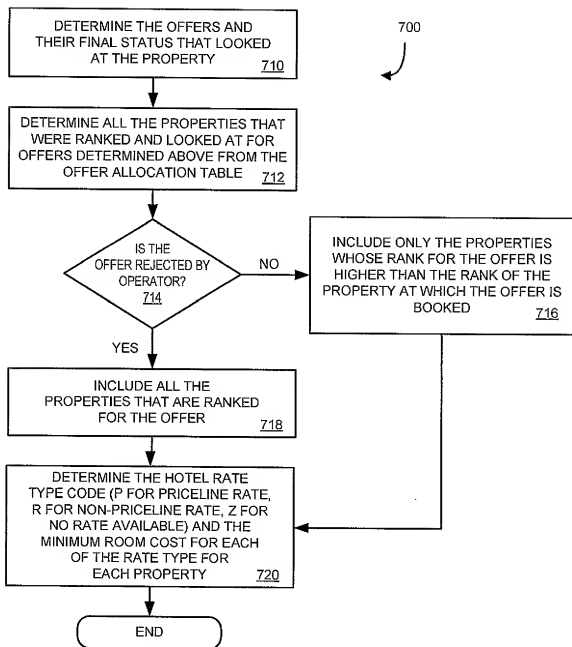 DETERMINE THE OFFERS AND
THEIR FINAL STATUS THAT LOOKED
AT THE PROPERTY
710
700
DETERMINE ALL THE PROPERTIES THAT
WERE RANKED AND LOOKED AT FOR
OFFERS DETERMINED ABOVE FROM THE
OFFER ALLOCATION TABLE
712
IS THE
OFFER REJECTED BY
OPERATOR?
714
NO
INCLUDE ONLY THE PROPERTIES
WHOSE RANK FOR THE OFFER IS
HIGHER THAN THE RANK OF THE
PROPERTY AT WHICH THE OFFER IS
BOOKED
716
YES
INCLUDE ALL THE
PROPERTIES THAT ARE RANKED
FOR THE OFFER
718
DETERMINE THE HOTEL RATE
TYPE CODE (P FOR PRICELINE RATE,
R FOR NON-PRICELINE RATE, Z FOR
NO RATE AVAILABLE) AND THE
MINIMUM ROOM COST FOR EACH
OF THE RATE TYPE FOR
EACH PROPERTY
720
END